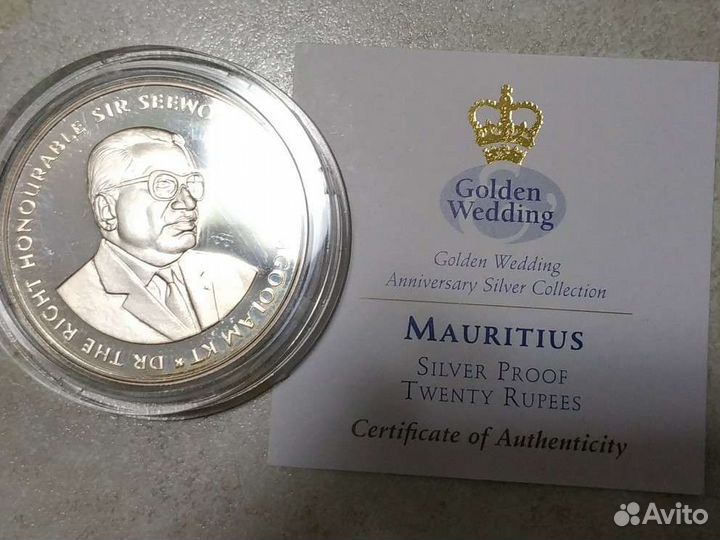 DR THE RIGHT HONOURABLE SIR SEEWO
GOOLAM KT *
Golden
Wedding
Golden Wedding
Anniversary Silver Collection
MAURITIUS
SILVER PROOF
TWENTY RUPEES
Certificate of Authenticity
Avito